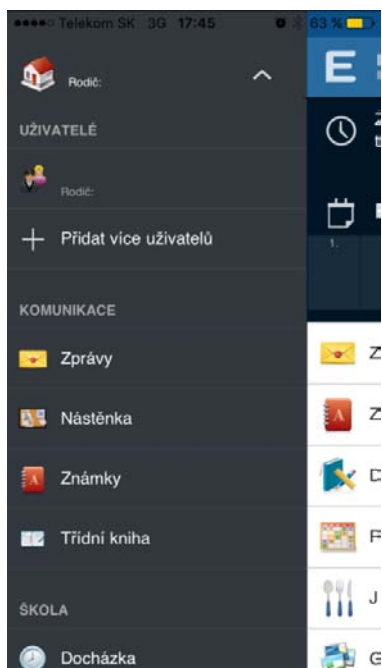 Telekom SK 3G 17:45 63 %
Rodič:
E
UŽIVATELÉ
Rodič:
Přidat více uživatelů
1.
KOMUNIKACE
Zprávy
Z
Nástěnka
Z
Známky
D
Třídní kniha
J
ŠKOLA
Docházka
G